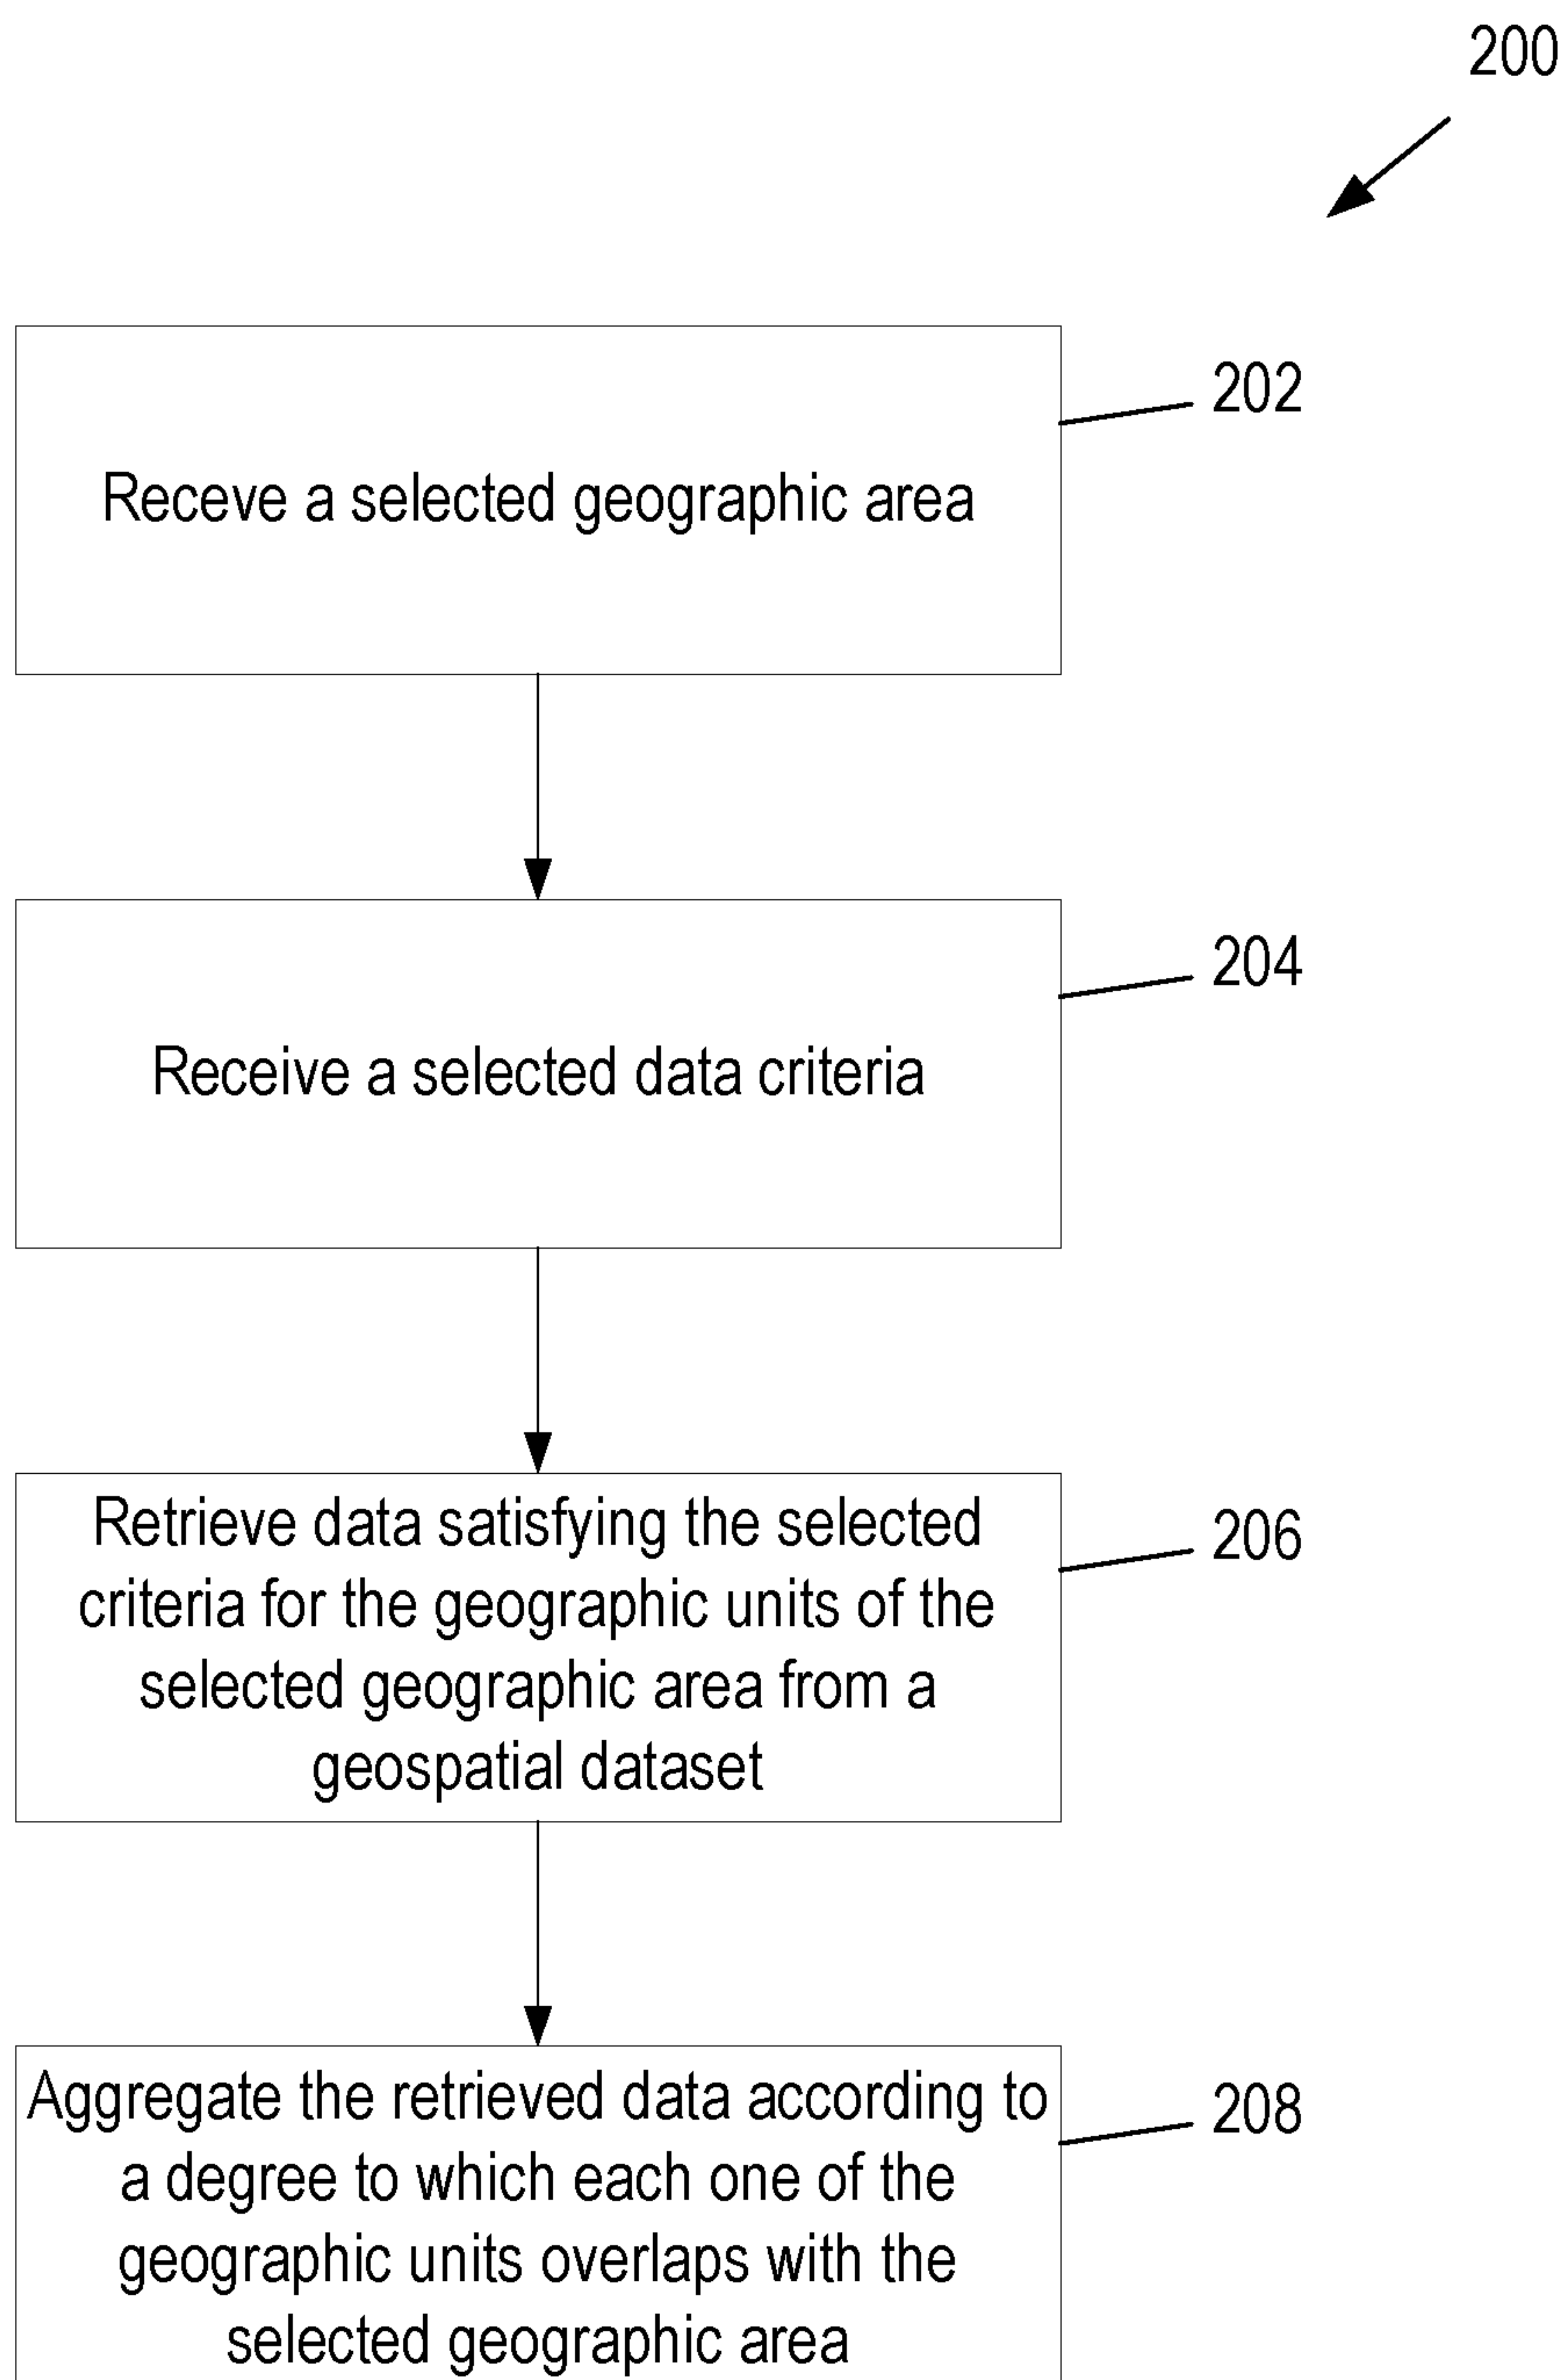 200
202
Receve a selected geographic area
204
Receive a selected data criteria
Retrieve data satisfying the selected
206
criteria for the geographic units of the
selected geographic area from a
geospatial dataset
Aggregate the retrieved data according to
208
a degree to which each one of the
geographic units overlaps with the
selected geographic area